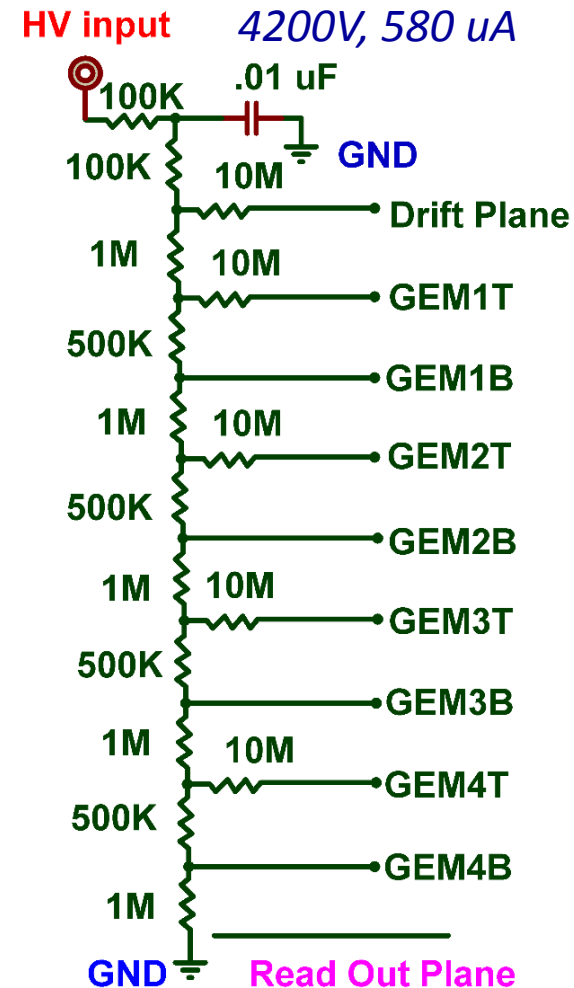 HV input 4200V, 580 uA
.01 uF
100K
GND
100K
10M
Drift Plane
1M
10M
GEM1T
500K
GEM1B
1M
10M
GEM2T
500K
GEM2B
1M
10M
GEM3T
500K
GEM3B
1M
10M
GEM4T
500K
GEM4B
1M
GND
Read Out Plane